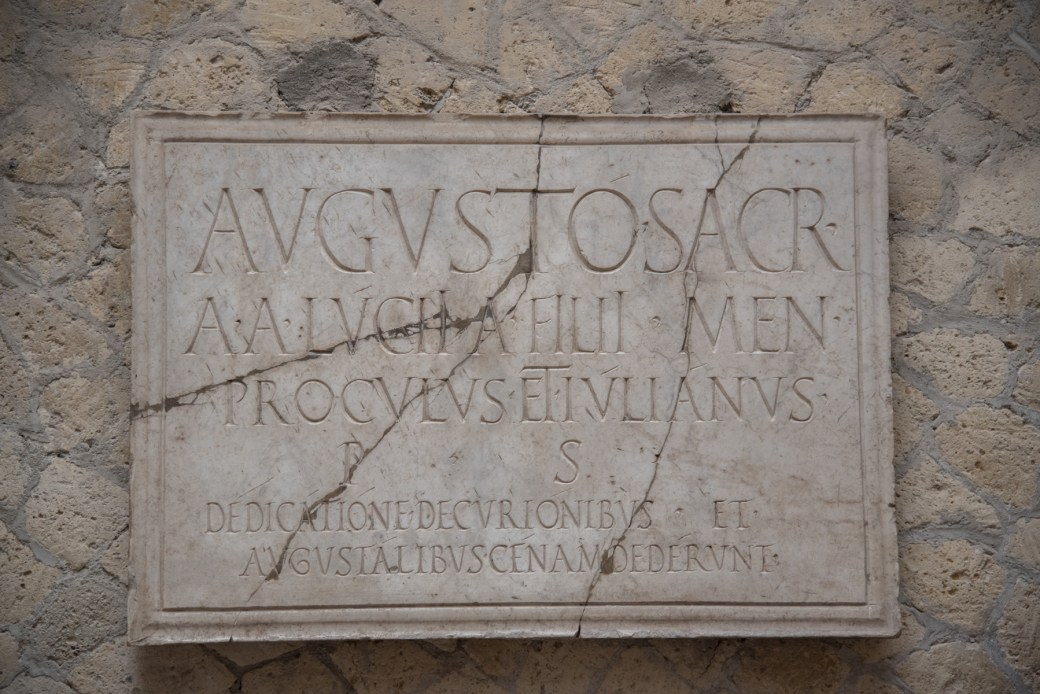 AVGVSTO·SACR·
A·A·LVCII·A·FILII·MEN
PROCVLVS·ET·IVLIANVS·
P S
DEDICATIONE·DECVRIONIBVS · ET
AVGVSTALIBVS·CENAM·DEDERVNT